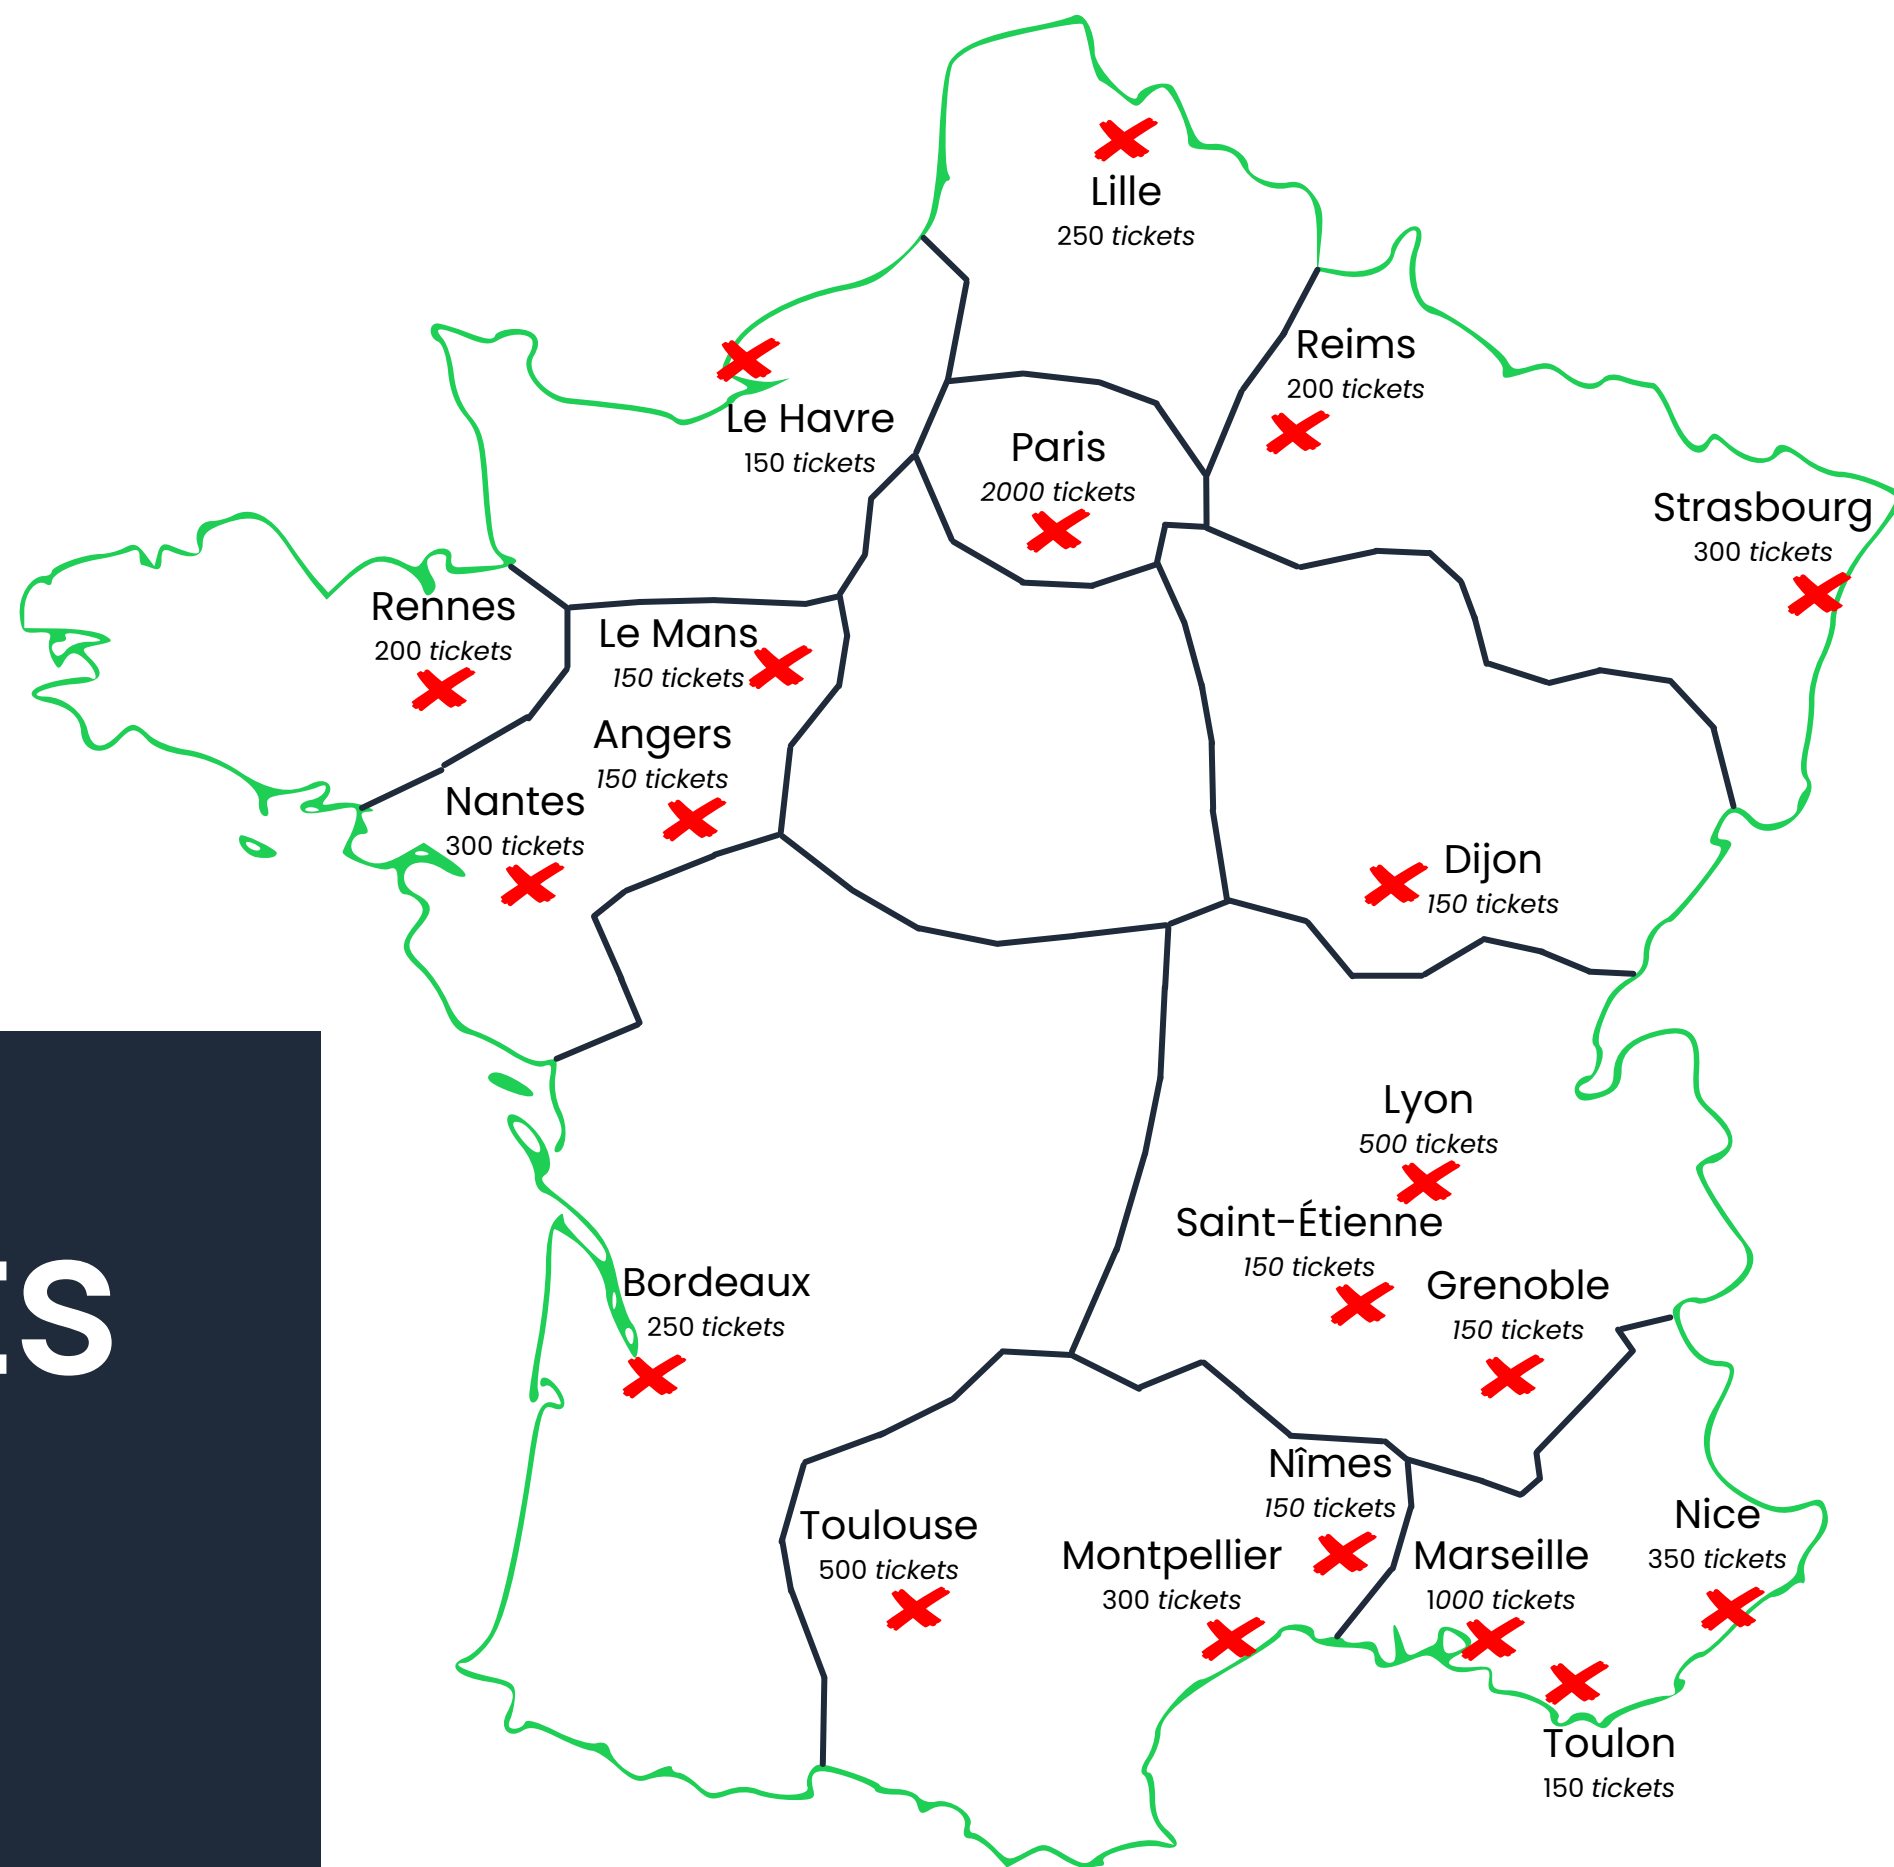 Lille
250 tickets
Reims
200 tickets
Le Havre
150 tickets
Paris
2000 tickets
Strasbourg
300 tickets
Rennes
200 tickets
Le Mans
150 tickets
Angers
150 tickets
Nantes
300 tickets
Dijon
150 tickets
Lyon
500 tickets
Saint-Étienne
150 tickets
Grenoble
150 tickets
Bordeaux
250 tickets
Nîmes
150 tickets
Toulouse
500 tickets
Montpellier
300 tickets
Marseille
1000 tickets
Nice
350 tickets
Toulon
150 tickets